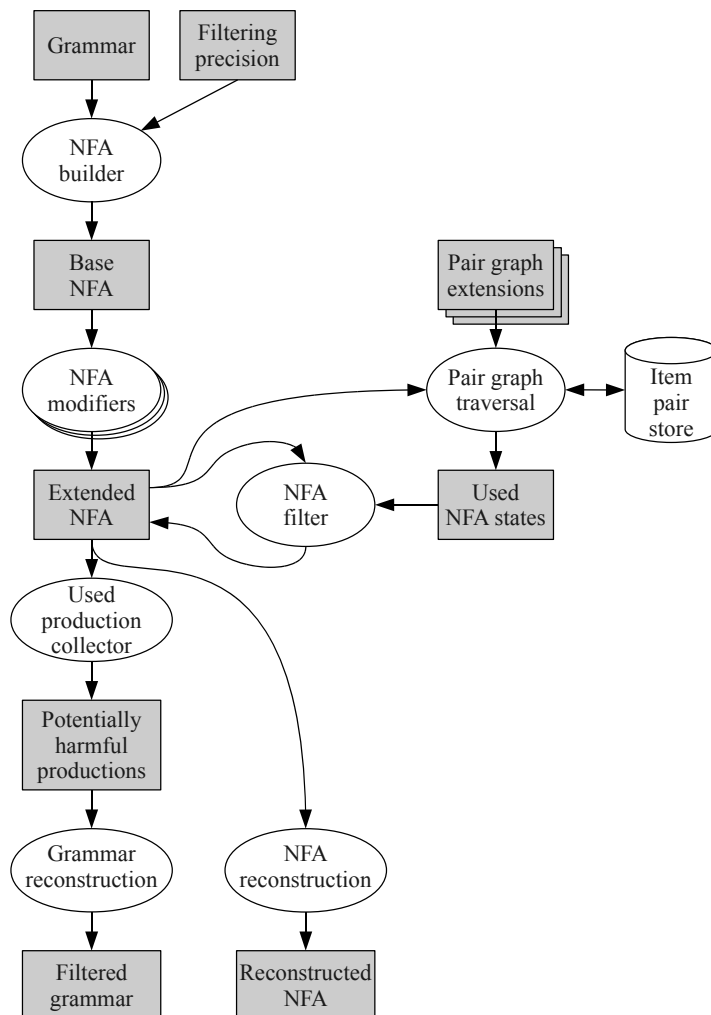 Grammar
Filtering
precision
NFA
builder
Base
NFA
Pair graph
extensions
NFA
modifiers
Pair graph
traversal
Item
pair
store
Extended
NFA
NFA
filter
Used
NFA states
Used
production
collector
Potentially
harmful
productions
Grammar
reconstruction
NFA
reconstruction
Filtered
grammar
Reconstructed
NFA